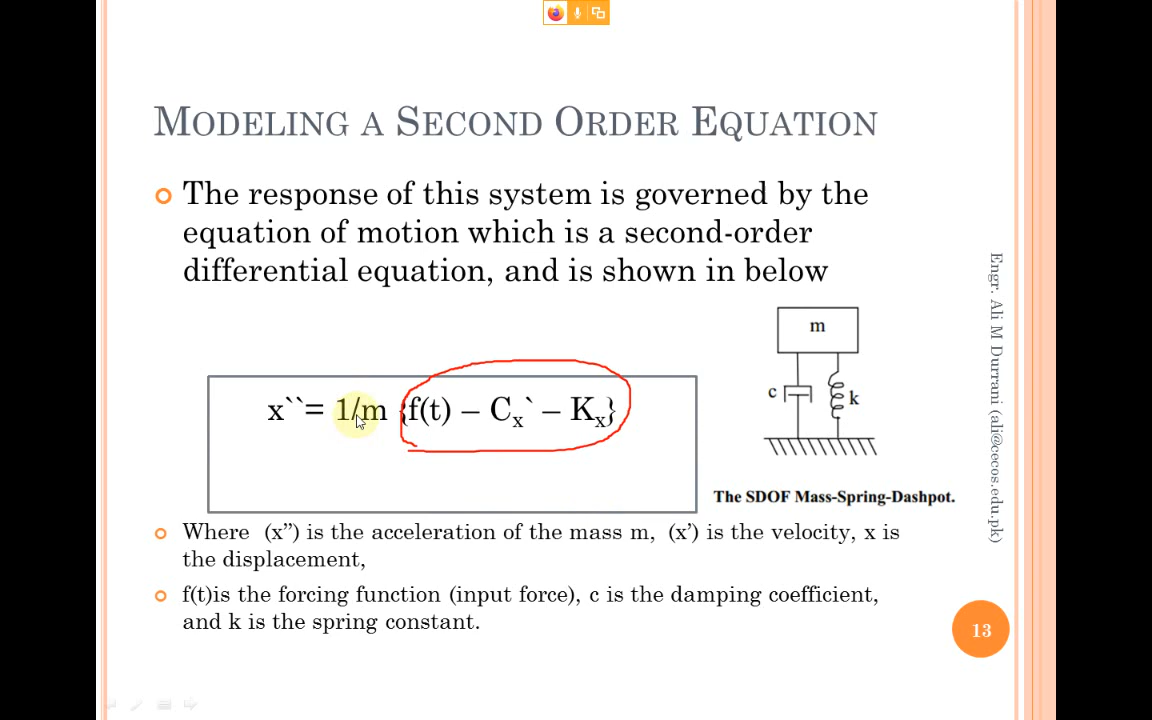 MODELING A SECOND ORDER EQUATION
The response of this system is governed by the
equation of motion which is a second-order
differential equation, and is shown in below
x``= 1/m {f(t) – Cx` – Kx}
m
c
k
The SDOF Mass-Spring-Dashpot.
Where (x”) is the acceleration of the mass m, (x’) is the velocity, x is
the displacement,
f(t)is the forcing function (input force), c is the damping coefficient,
and k is the spring constant.
Engr. Ali M Durrani (ali@cecos.edu.pk)
13